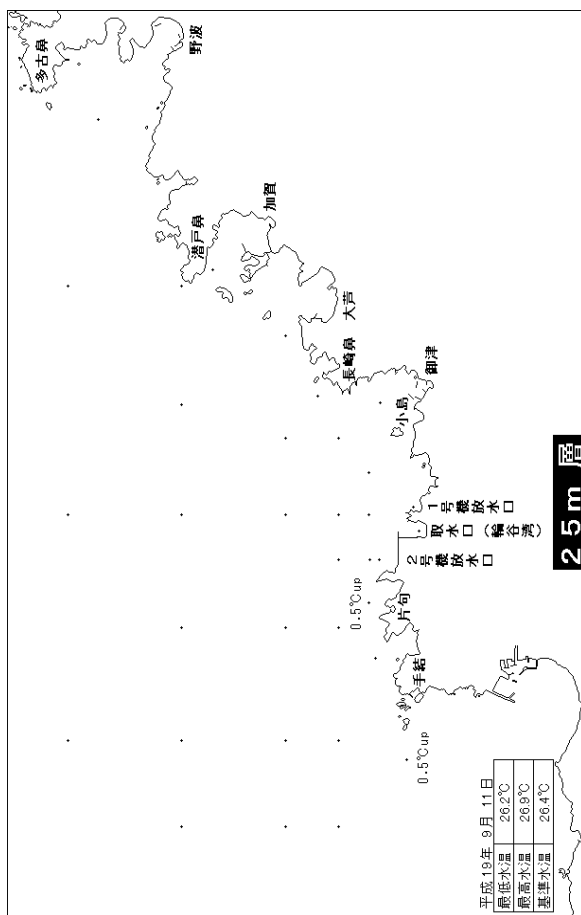 多古鼻
野波
潜戸鼻
加賀
大芦
長崎鼻
御津
小島
1号機放水口
取水口（輪谷湾）
2号機放水口
0.5℃up
片句
手結
0.5℃up
25m 層
平成19年 9月 11日
最低水温 26.2℃
最高水温 26.9℃
基準水温 26.4℃